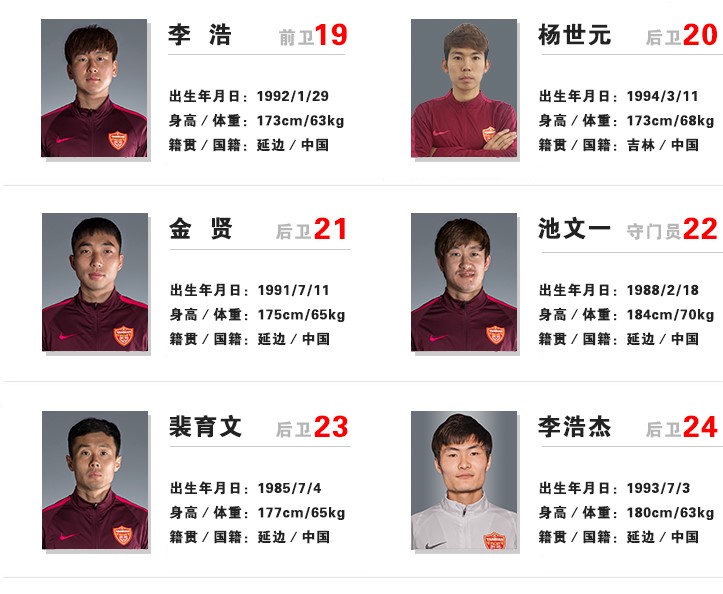 李 浩 前卫19
出生年月日：1992/1/29
身高/体重：173cm/63kg
籍贯/国籍：延边/中国
杨世元 后卫20
出生年月日：1994/3/11
身高/体重：173cm/68kg
籍贯/国籍：吉林/中国
金 贤 后卫21
出生年月日：1991/7/11
身高/体重：175cm/65kg
籍贯/国籍：延边/中国
池文一 守门员22
出生年月日：1988/2/18
身高/体重：184cm/70kg
籍贯/国籍：延边/中国
裴育文 后卫23
出生年月日：1985/7/4
身高/体重：177cm/65kg
籍贯/国籍：延边/中国
李浩杰 后卫24
出生年月日：1993/7/3
身高/体重：180cm/63kg
籍贯/国籍：延边/中国